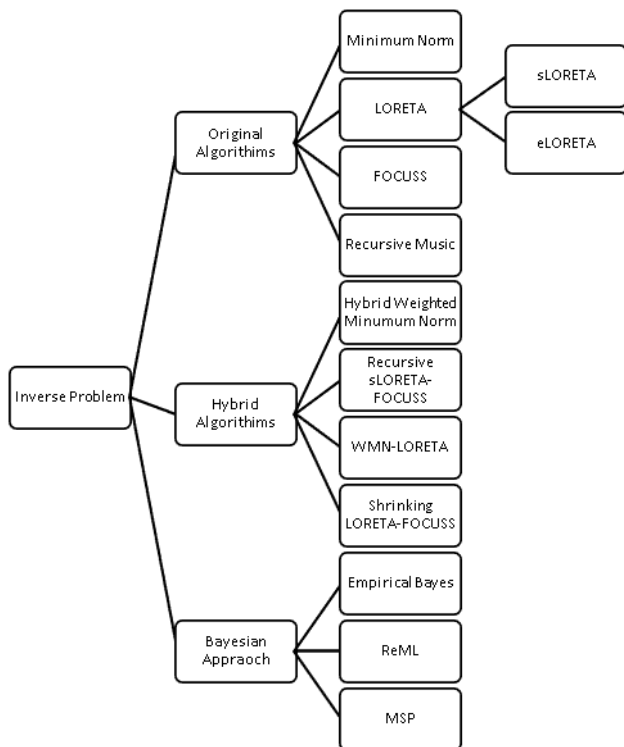 Minimum Norm
LORETA
sLORETA
eLORETA
Original
Algorithims
FOCUSS
Recursive Music
Hybrid Weighted
Minumum Norm
Recursive
sLORETA-
FOCUSS
Inverse Problem
Hybrid
Algorithims
WMN-LORETA
Shrinking
LORETA-FOCUSS
Empirical Bayes
Bayesian
Appraoch
ReML
MSP